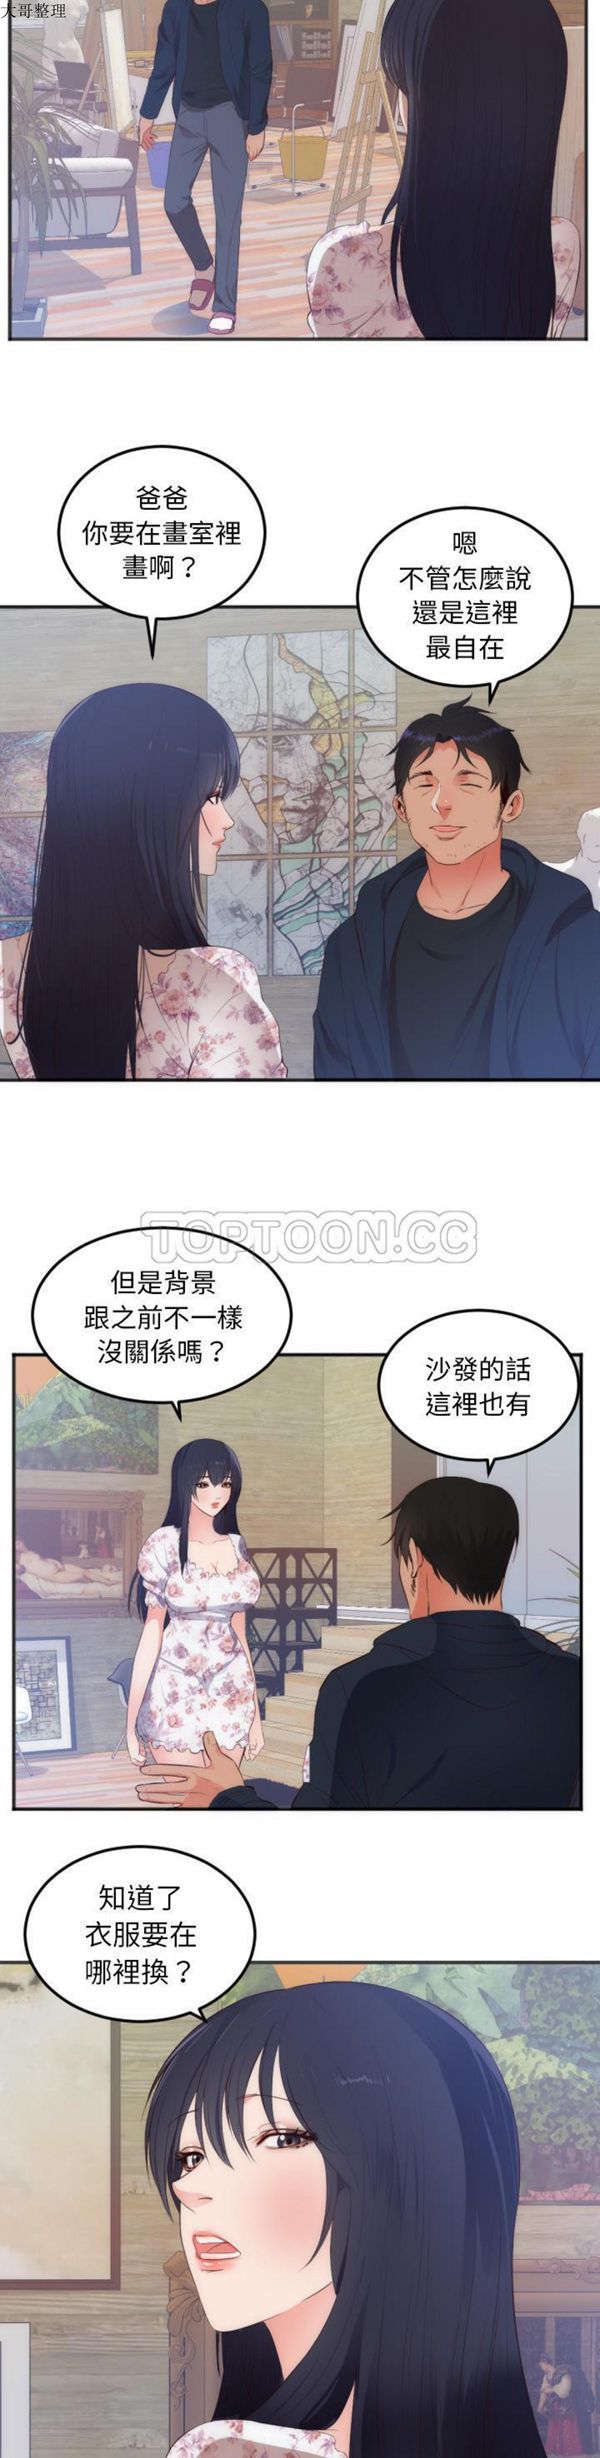 大哥整理
爸爸
你要在畫室裡
畫啊？
嗯
不管怎麼說
還是這裡
最自在
TOPTOON.CC
但是背景
跟之前不一樣
沒關係嗎？
沙發的話
這裡也有
知道了
衣服要在
哪裡換？